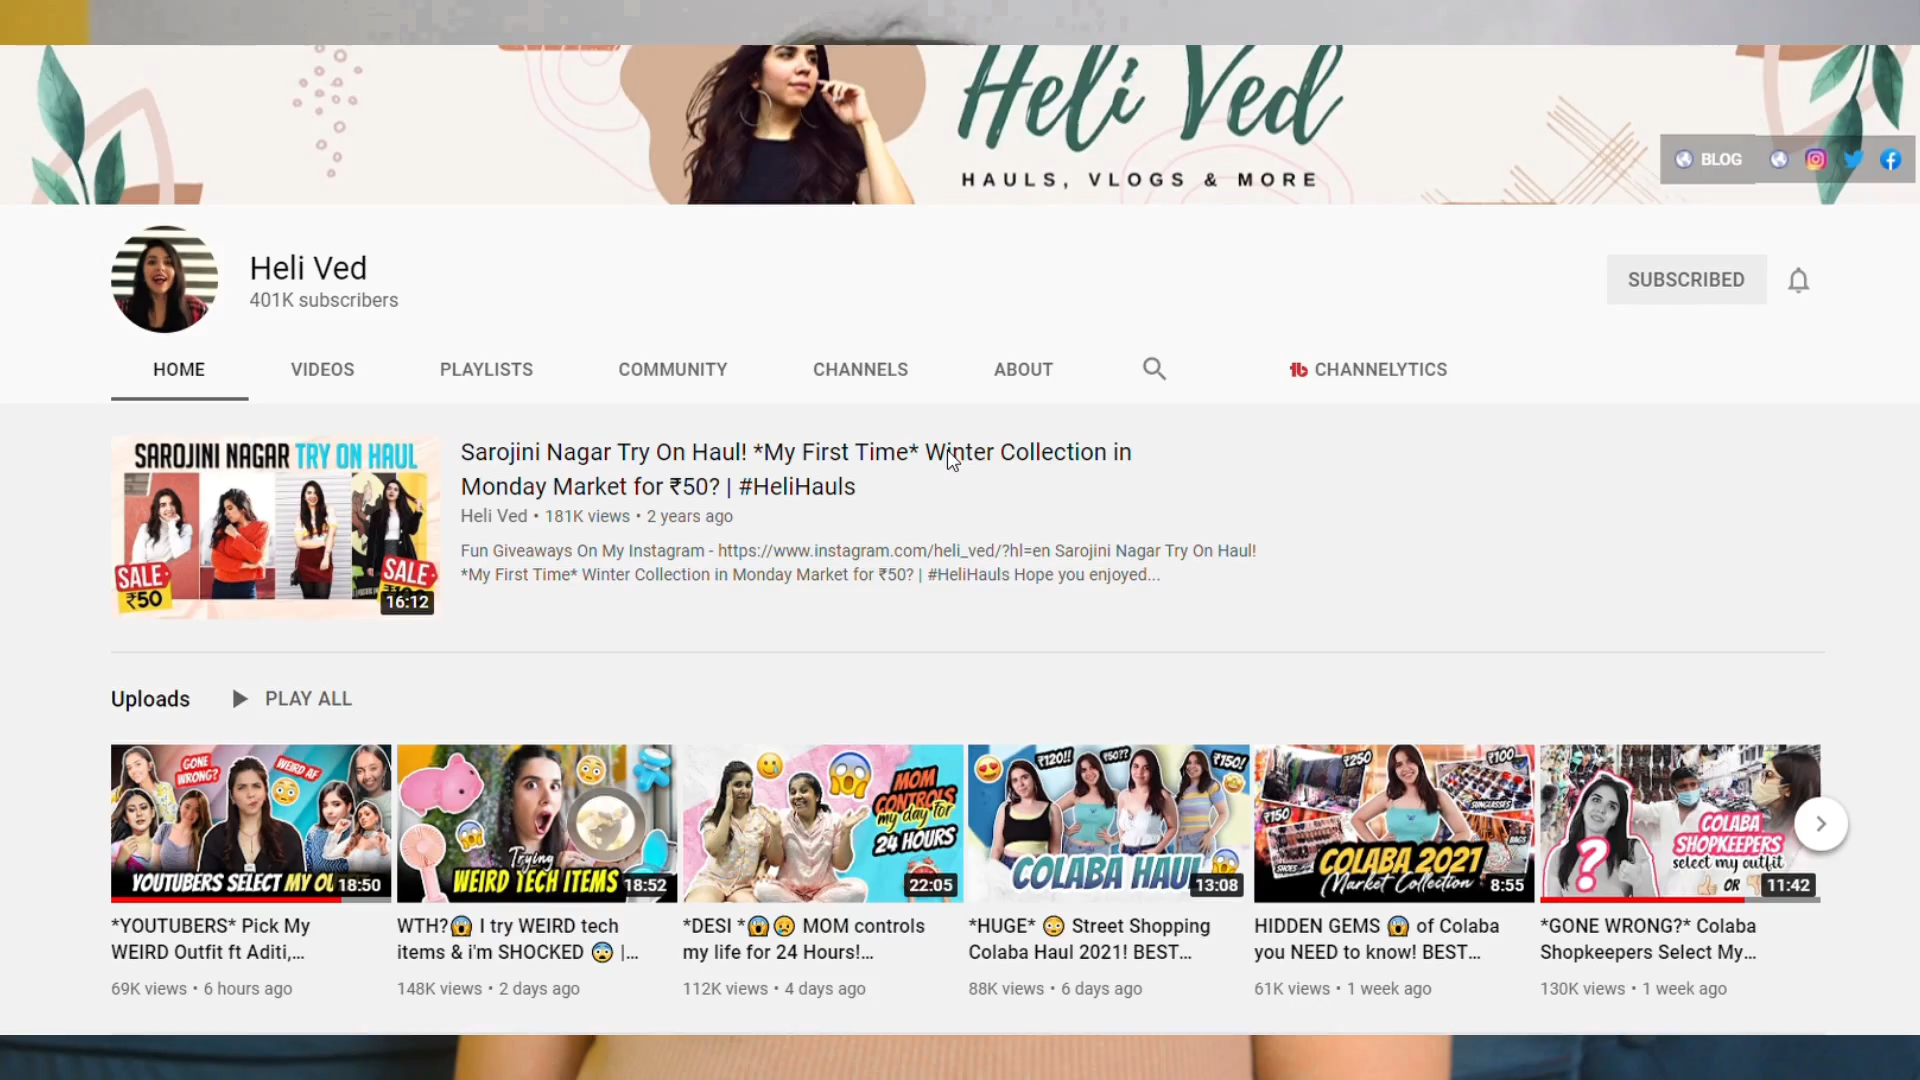 Heli Ved
HAULS, VLOGS & MORE
BLOG
Heli Ved
401K subscribers
SUBSCRIBED
HOME
VIDEOS
PLAYLISTS
COMMUNITY
CHANNELS
ABOUT
CHANNELYTICS
SAROJINI NAGAR TRY ON HAUL
SALE
₹50
SALE
16:12
Sarojini Nagar Try On Haul! *My First Time* Winter Collection in
Monday Market for ₹50? | #HeliHauls
Heli Ved • 181K views • 2 years ago
Fun Giveaways On My Instagram - https://www.instagram.com/heli_ved/?hl=en Sarojini Nagar Try On Haul!
*My First Time* Winter Collection in Monday Market for ₹50? | #HeliHauls Hope you enjoyed...
Uploads
PLAY ALL
GONE
WRONG?
WEIRD AF
YOUTUBERS SELECT MY OU
18:50
*YOUTUBERS* Pick My
WEIRD Outfit ft Aditi,...
69K views • 6 hours ago
Trying
WEIRD TECH ITEMS
18:52
WTH?😱 I try WEIRD tech
items & i'm SHOCKED 😨 |...
148K views • 2 days ago
MOM
CONTROLS
my day for
24 HOURS
22:05
*DESI *😱😥 MOM controls
my life for 24 Hours!...
112K views • 4 days ago
₹120!!
₹50??
₹150!
COLABA HAUL
13:08
*HUGE* 😳 Street Shopping
Colaba Haul 2021! BEST...
88K views • 6 days ago
₹250
₹100
₹150
SUNGLASSES
BAGS
SHOES
COLABA 2021
Market Collection
8:55
HIDDEN GEMS 😱 of Colaba
you NEED to know! BEST...
61K views • 1 week ago
?
COLABA
SHOPKEEPERS
select my outfit
OR
11:42
*GONE WRONG?* Colaba
Shopkeepers Select My...
130K views • 1 week ago